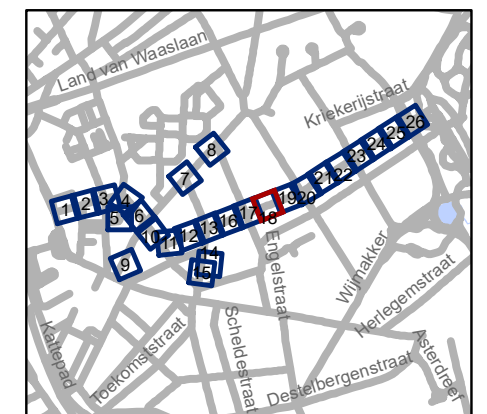 Land van Waaslaan
Kriekerijstraat
26
25
24
23
22
21
20
19
18
17
16
13
12
11
10
8
7
1
2
3
4
5
6
9
14
15
Engelstraat
Wijmakker
Herlegemstraat
Scheldestraat
Kattepad
Toekomststraat
Destelbergenstraat
Asterdreef